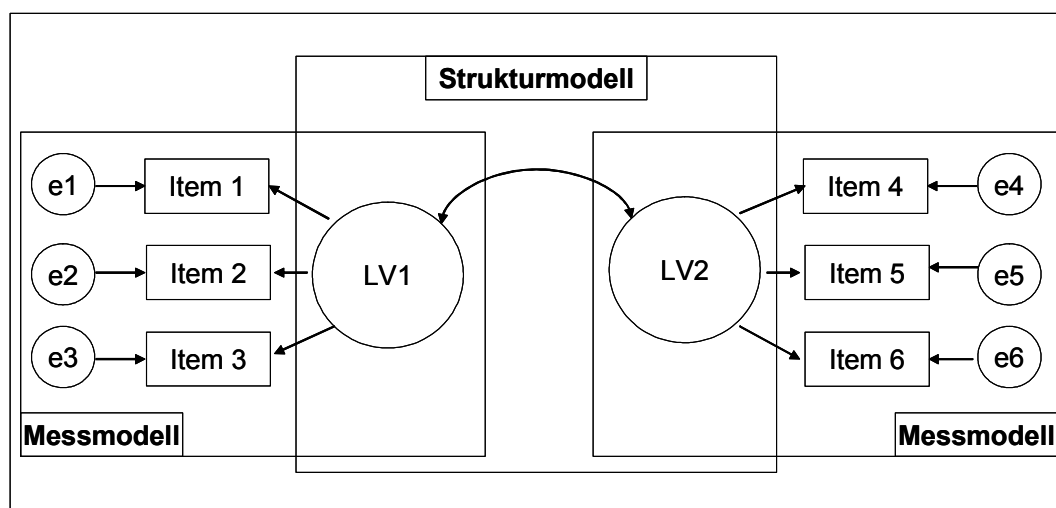 Strukturmodell
e1
Item 1
Item 4
e4
e2
Item 2
LV1
LV2
Item 5
e5
e3
Item 3
Item 6
e6
Messmodell
Messmodell